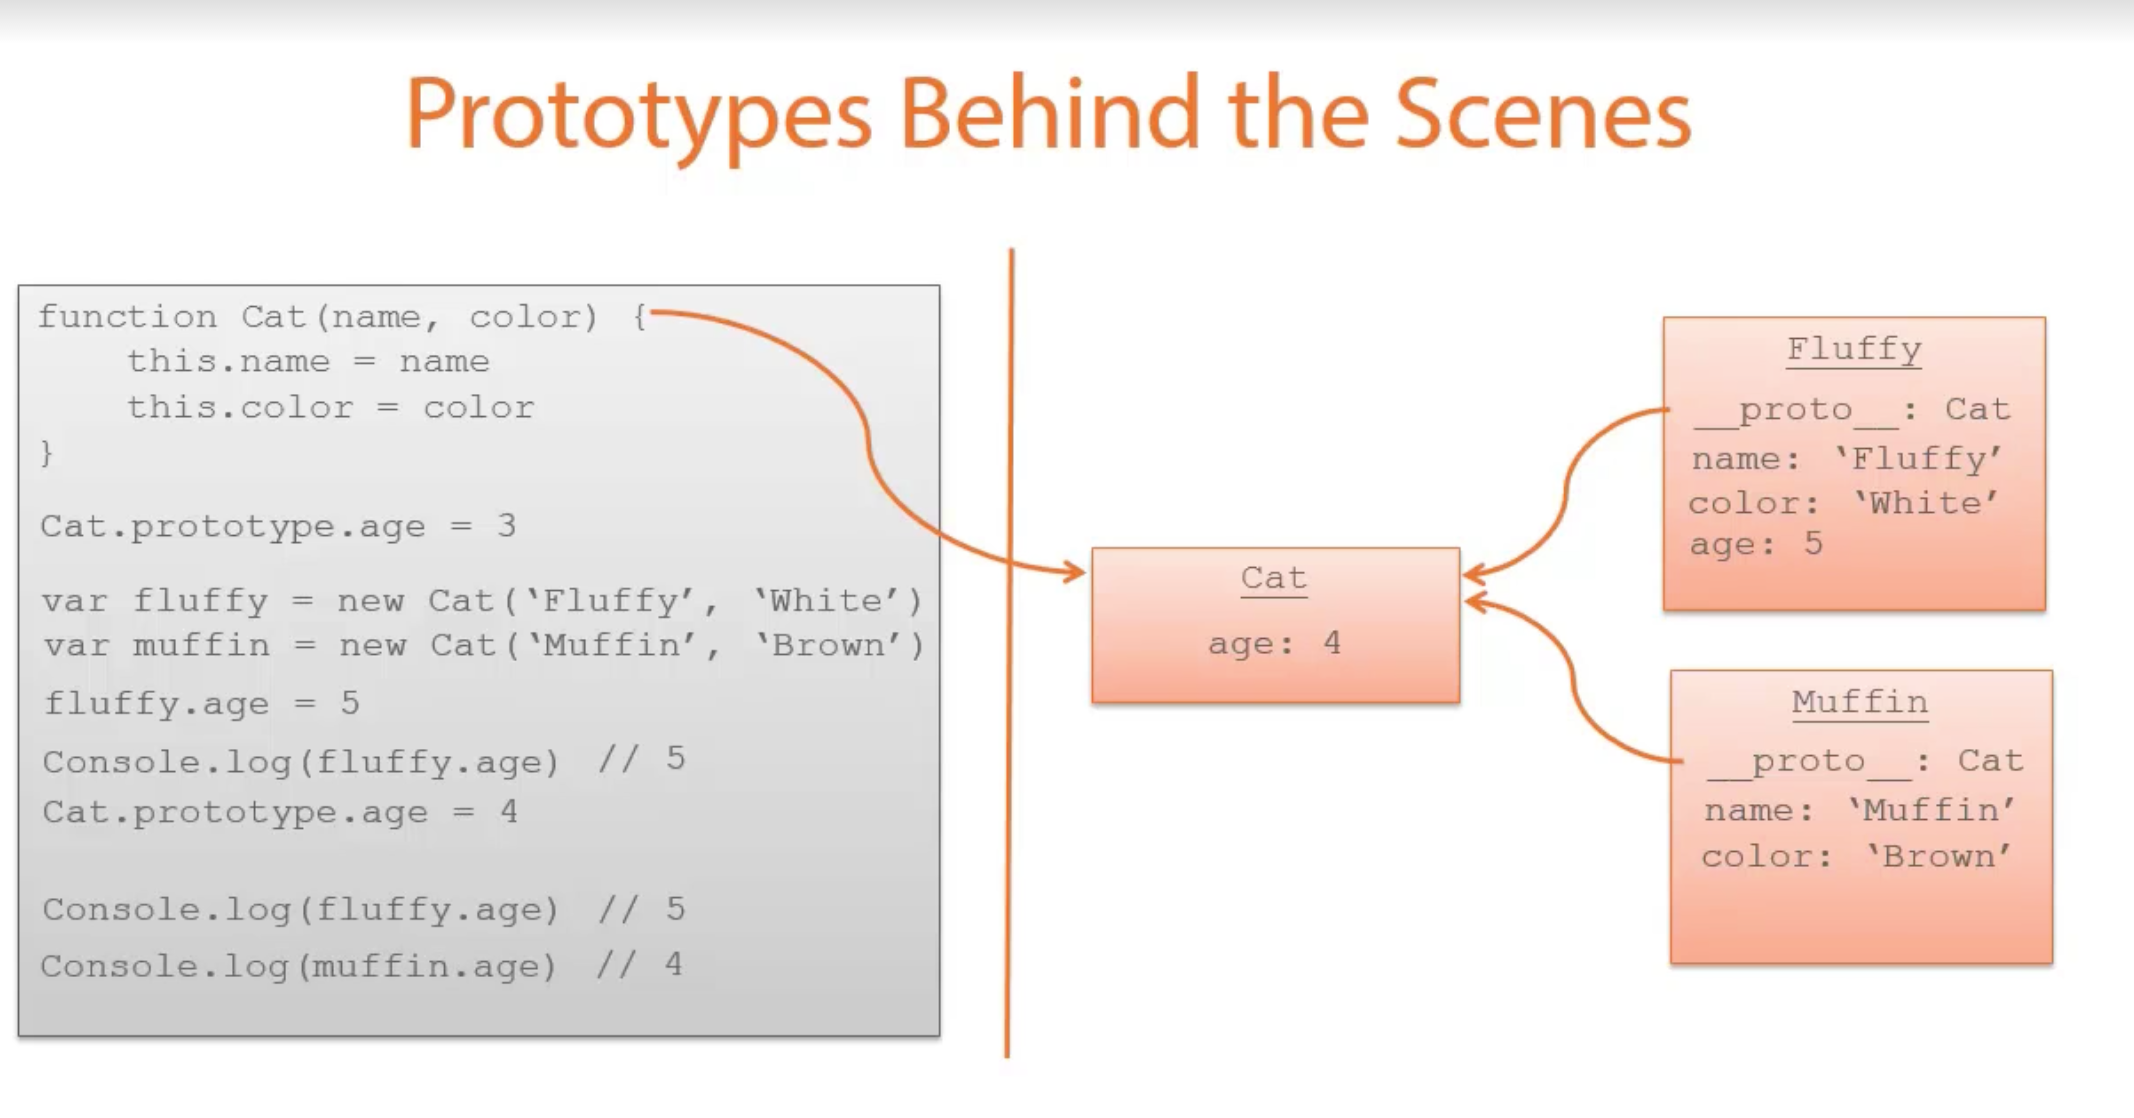 Prototypes Behind the Scenes
function Cat(name, color) {
this.name = name
this.color = color
}
Cat.prototype.age = 3
var fluffy = new Cat(‘Fluffy’, ‘White’)
var muffin = new Cat(‘Muffin’, ‘Brown’)
fluffy.age = 5
Console.log(fluffy.age) // 5
Cat.prototype.age = 4
Console.log(fluffy.age) // 5
Console.log(muffin.age) // 4
Cat
age: 4
Fluffy
__proto__: Cat
name: ‘Fluffy’
color: ‘White’
age: 5
Muffin
__proto__: Cat
name: ‘Muffin’
color: ‘Brown’